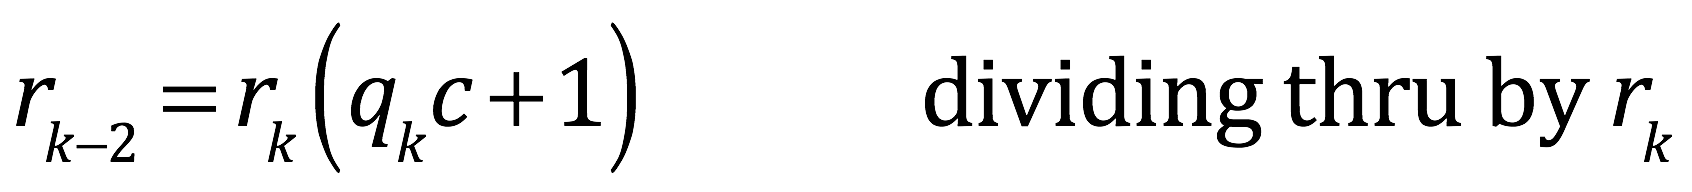 r_{k−2} = r_k(q_k c + 1) dividing thru by r_k